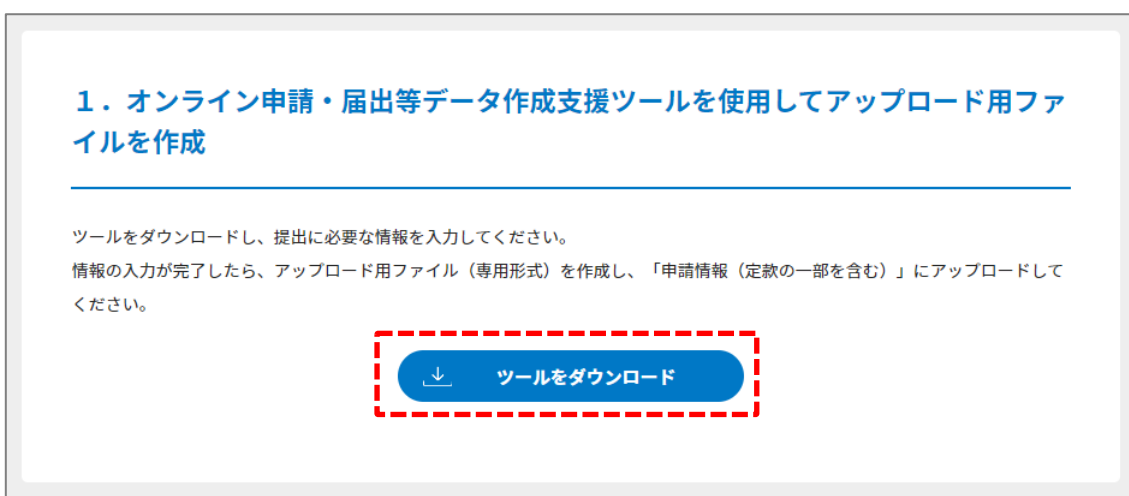 １．オンライン申請・届出等データ作成支援ツールを使用してアップロード用ファ
イルを作成
ツールをダウンロードし、提出に必要な情報を入力してください。
情報の入力が完了したら、アップロード用ファイル（専用形式）を作成し、「申請情報（定款の一部を含む）」にアップロードして
ください。
ツールをダウンロード